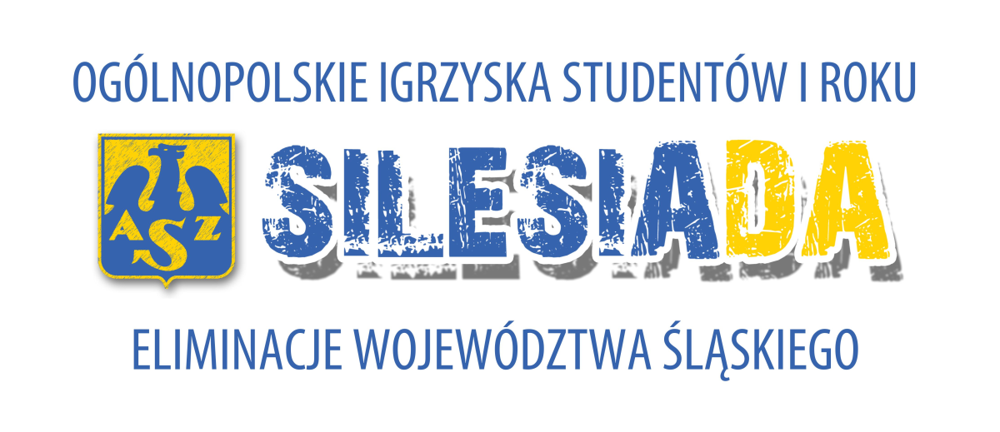 OGÓLNOPOLSKIE IGRZYSKA STUDENTÓW I ROKU
AZS
SILESIADA
ELIMINACJE WOJEWÓDZTWA ŚLĄSKIEGO